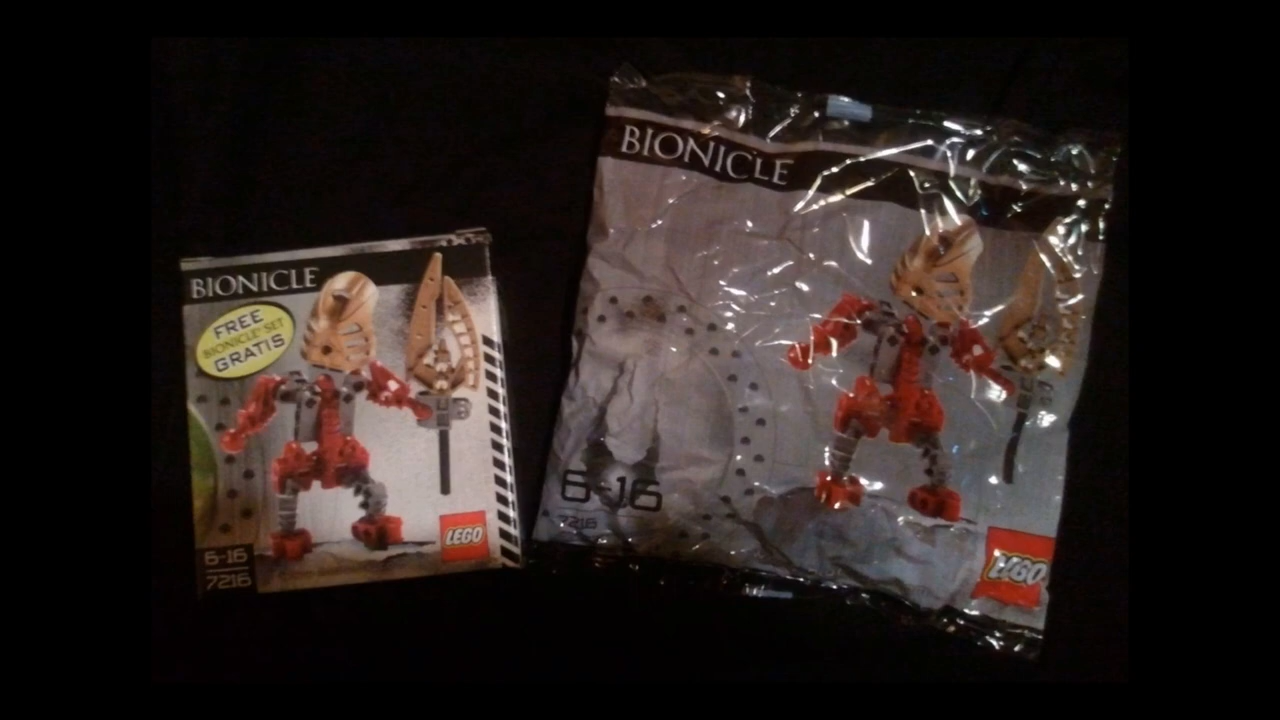 BIONICLE
FREE
BIONICLE SET
GRATIS
6-16
7216
LEGO
BIONICLE
6-16
7216
LEGO